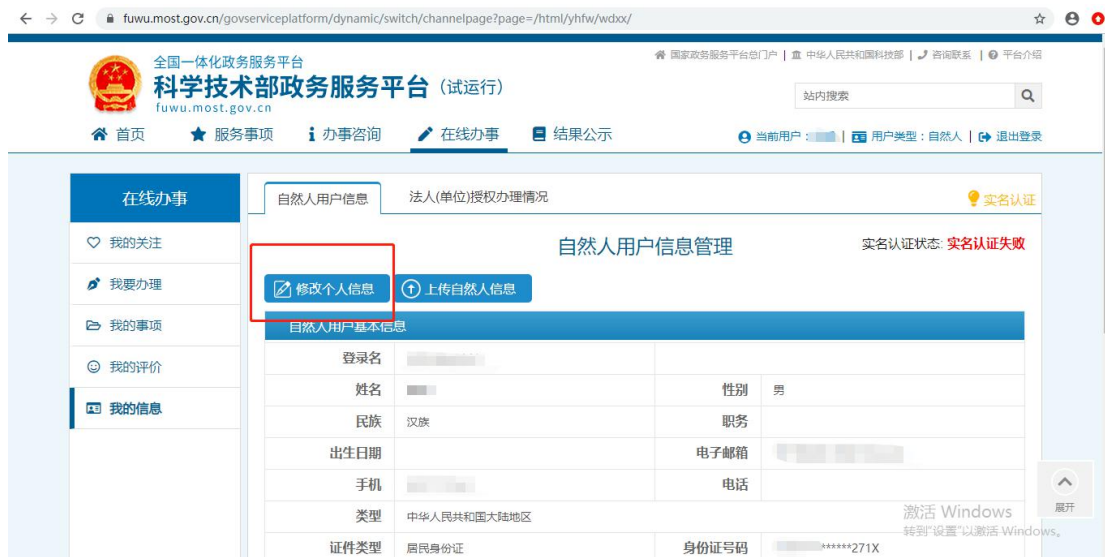 fuwu.most.gov.cn/govserviceplatform/dynamic/switch/channelpage?page=/html/yhfw/wdxx/
全国一体化政务服务平台
科学技术部政务服务平台（试运行）
fuwu.most.gov.cn
国家政务服务平台总门户 | 中华人民共和国科技部 | 咨询联系 | 平台介绍
站内搜索
首页 服务事项 办事咨询 在线办事 结果公示
当前用户： | 用户类型：自然人 | 退出登录
在线办事
我的关注
我要办理
我的事项
我的评价
我的信息
自然人用户信息 法人(单位)授权办理情况 实名认证
自然人用户信息管理 实名认证状态: 实名认证失败
修改个人信息 上传自然人信息
自然人用户基本信息
登录名
姓名 性别 男
民族 汉族 职务
出生日期 电子邮箱
手机 电话
类型 中华人民共和国大陆地区
证件类型 居民身份证 身份证号码 ******271X
展开
激活 Windows
转到"设置"以激活 Windows。